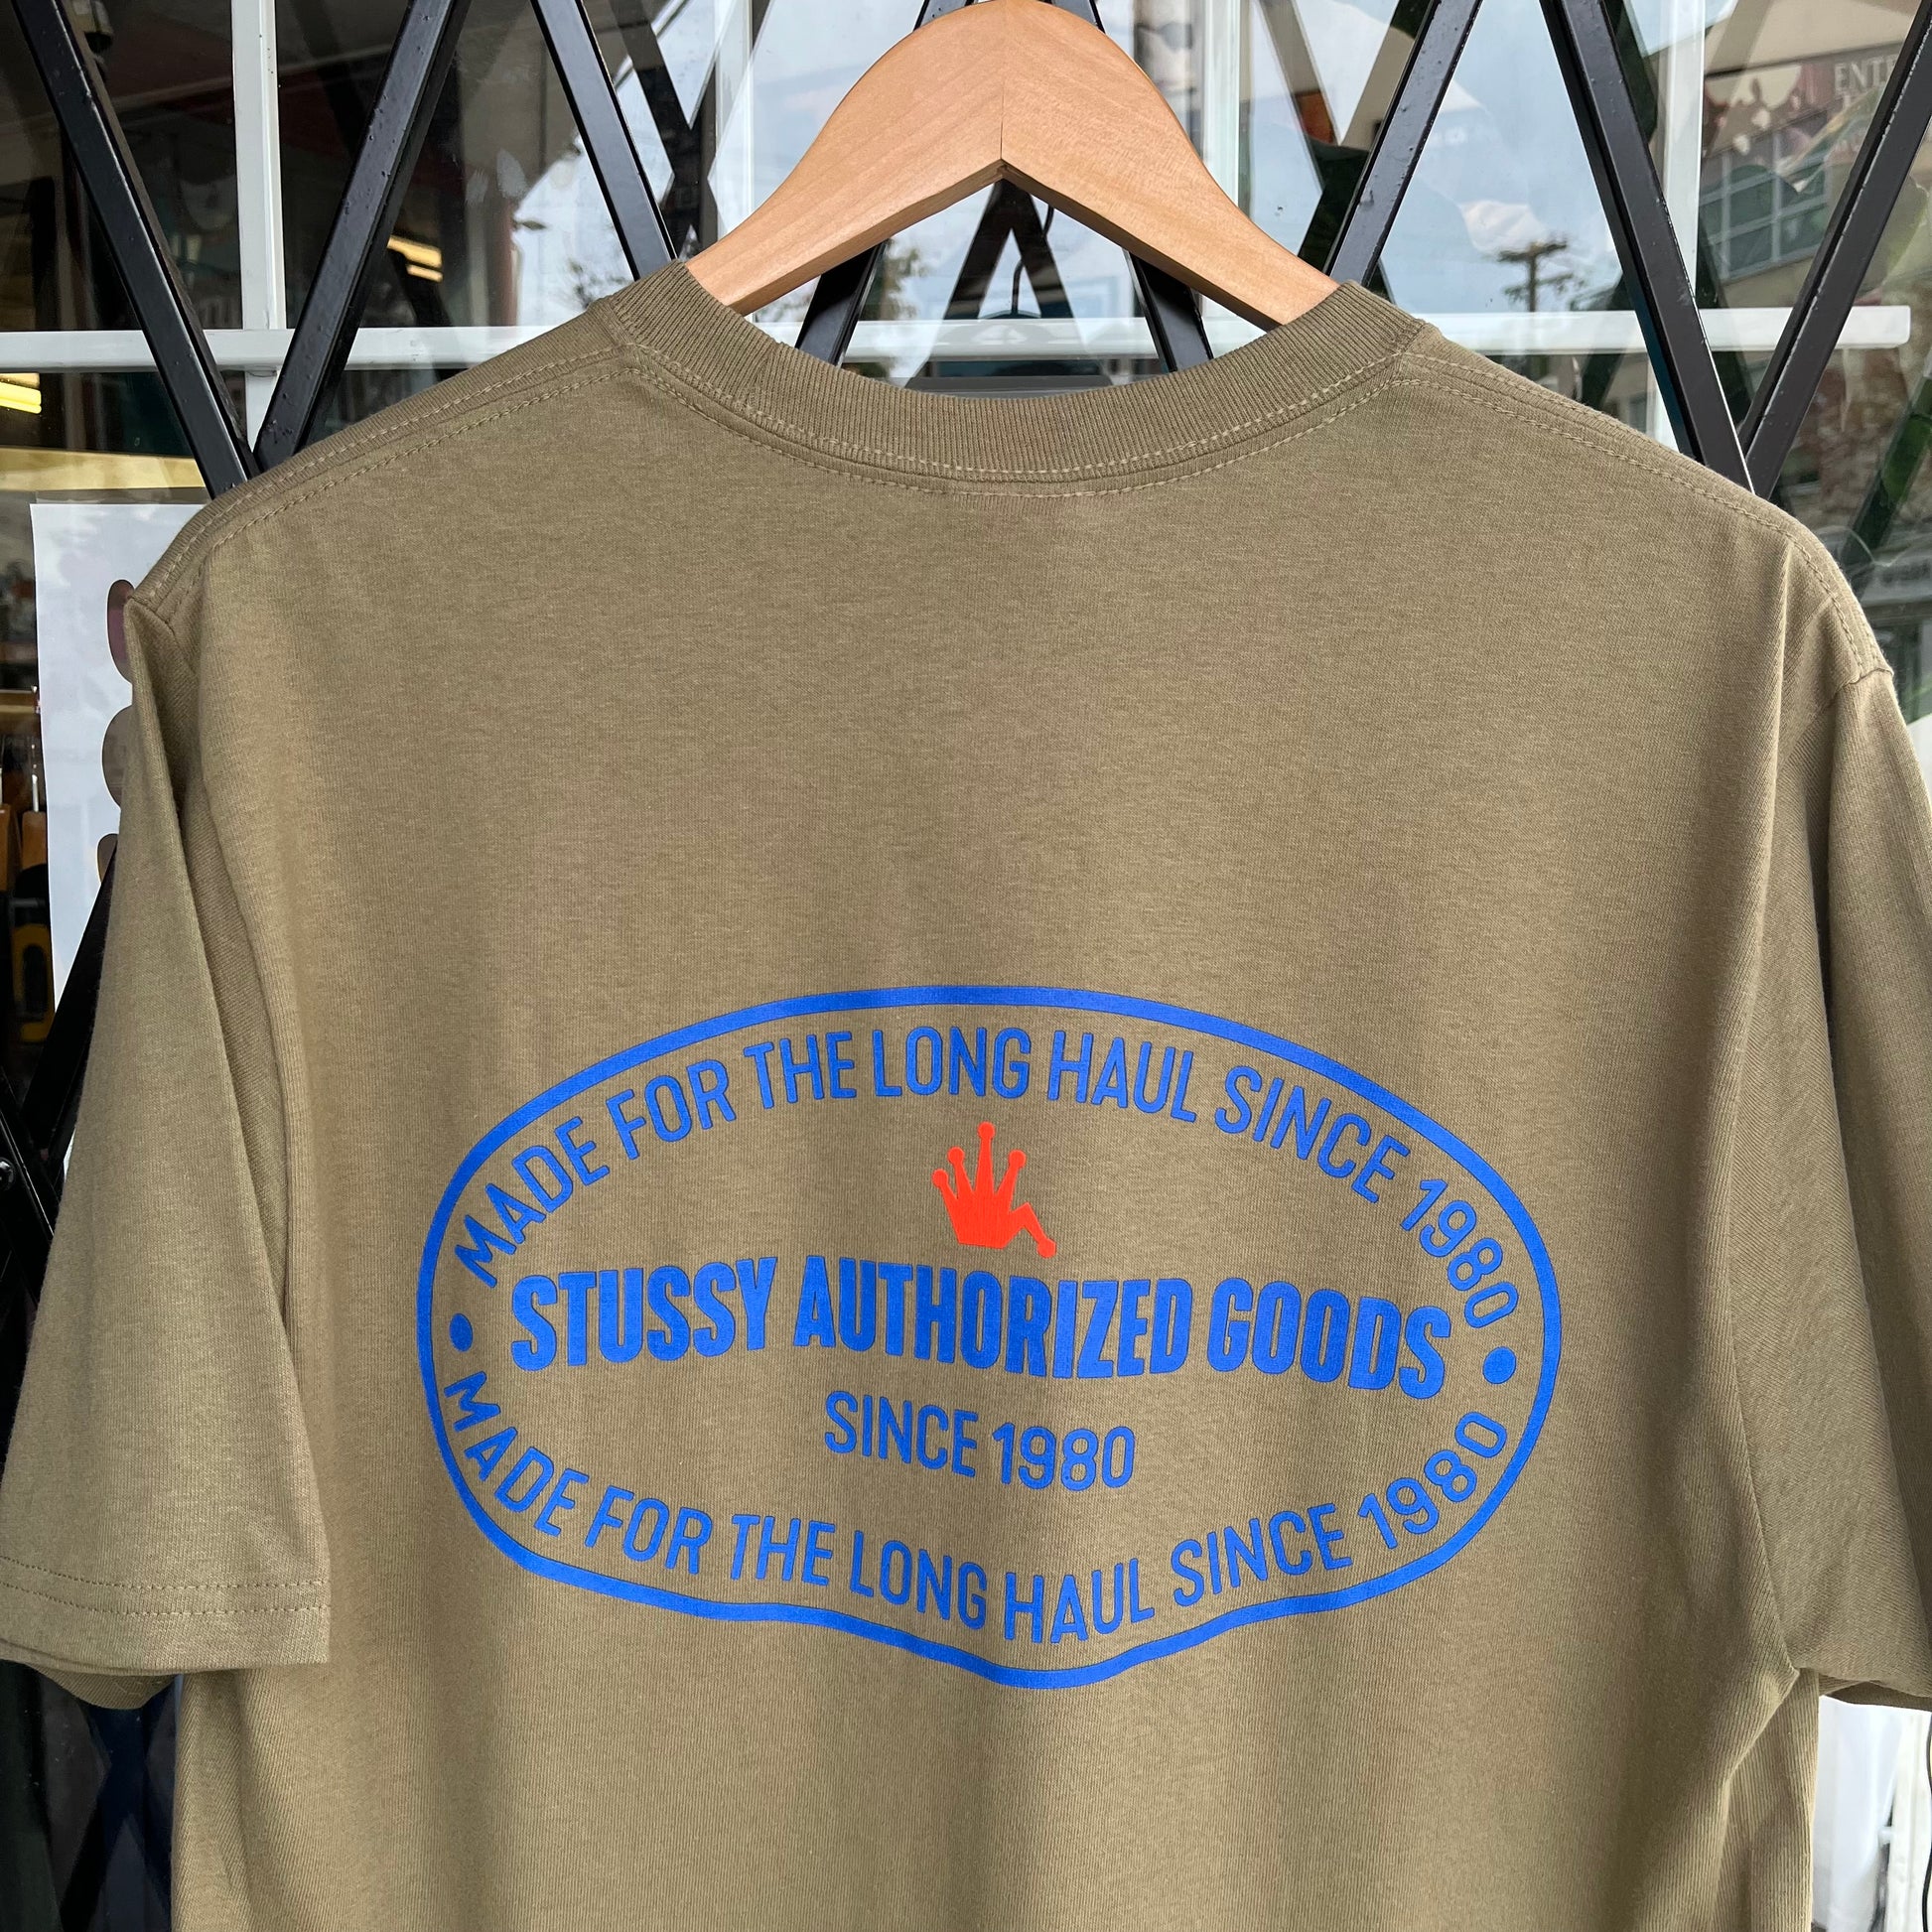 MADE FOR THE LONG HAUL SINCE 1980
STUSSY AUTHORIZED GOODS
SINCE 1980
MADE FOR THE LONG HAUL SINCE 1980